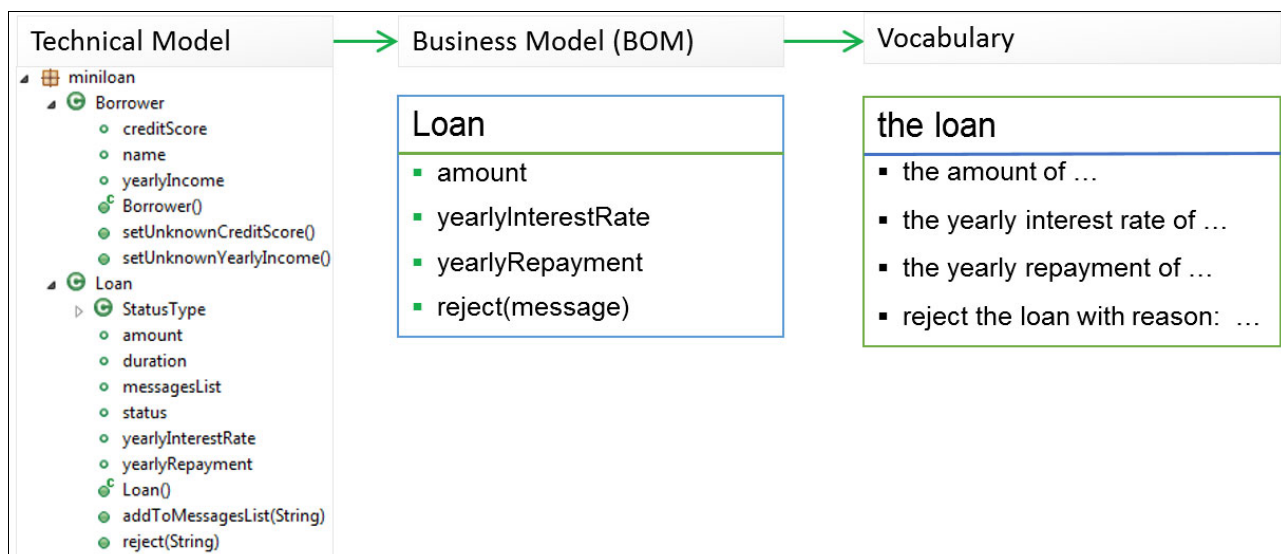 Technical Model
miniloan
Borrower
creditScore
name
yearlyIncome
Borrower()
setUnknownCreditScore()
setUnknownYearlyIncome()
Loan
StatusType
amount
duration
messagesList
status
yearlyInterestRate
yearlyRepayment
Loan()
addToMessagesList(String)
reject(String)
Business Model (BOM)
Loan
amount
yearlyInterestRate
yearlyRepayment
reject(message)
Vocabulary
the loan
the amount of …
the yearly interest rate of …
the yearly repayment of …
reject the loan with reason: …